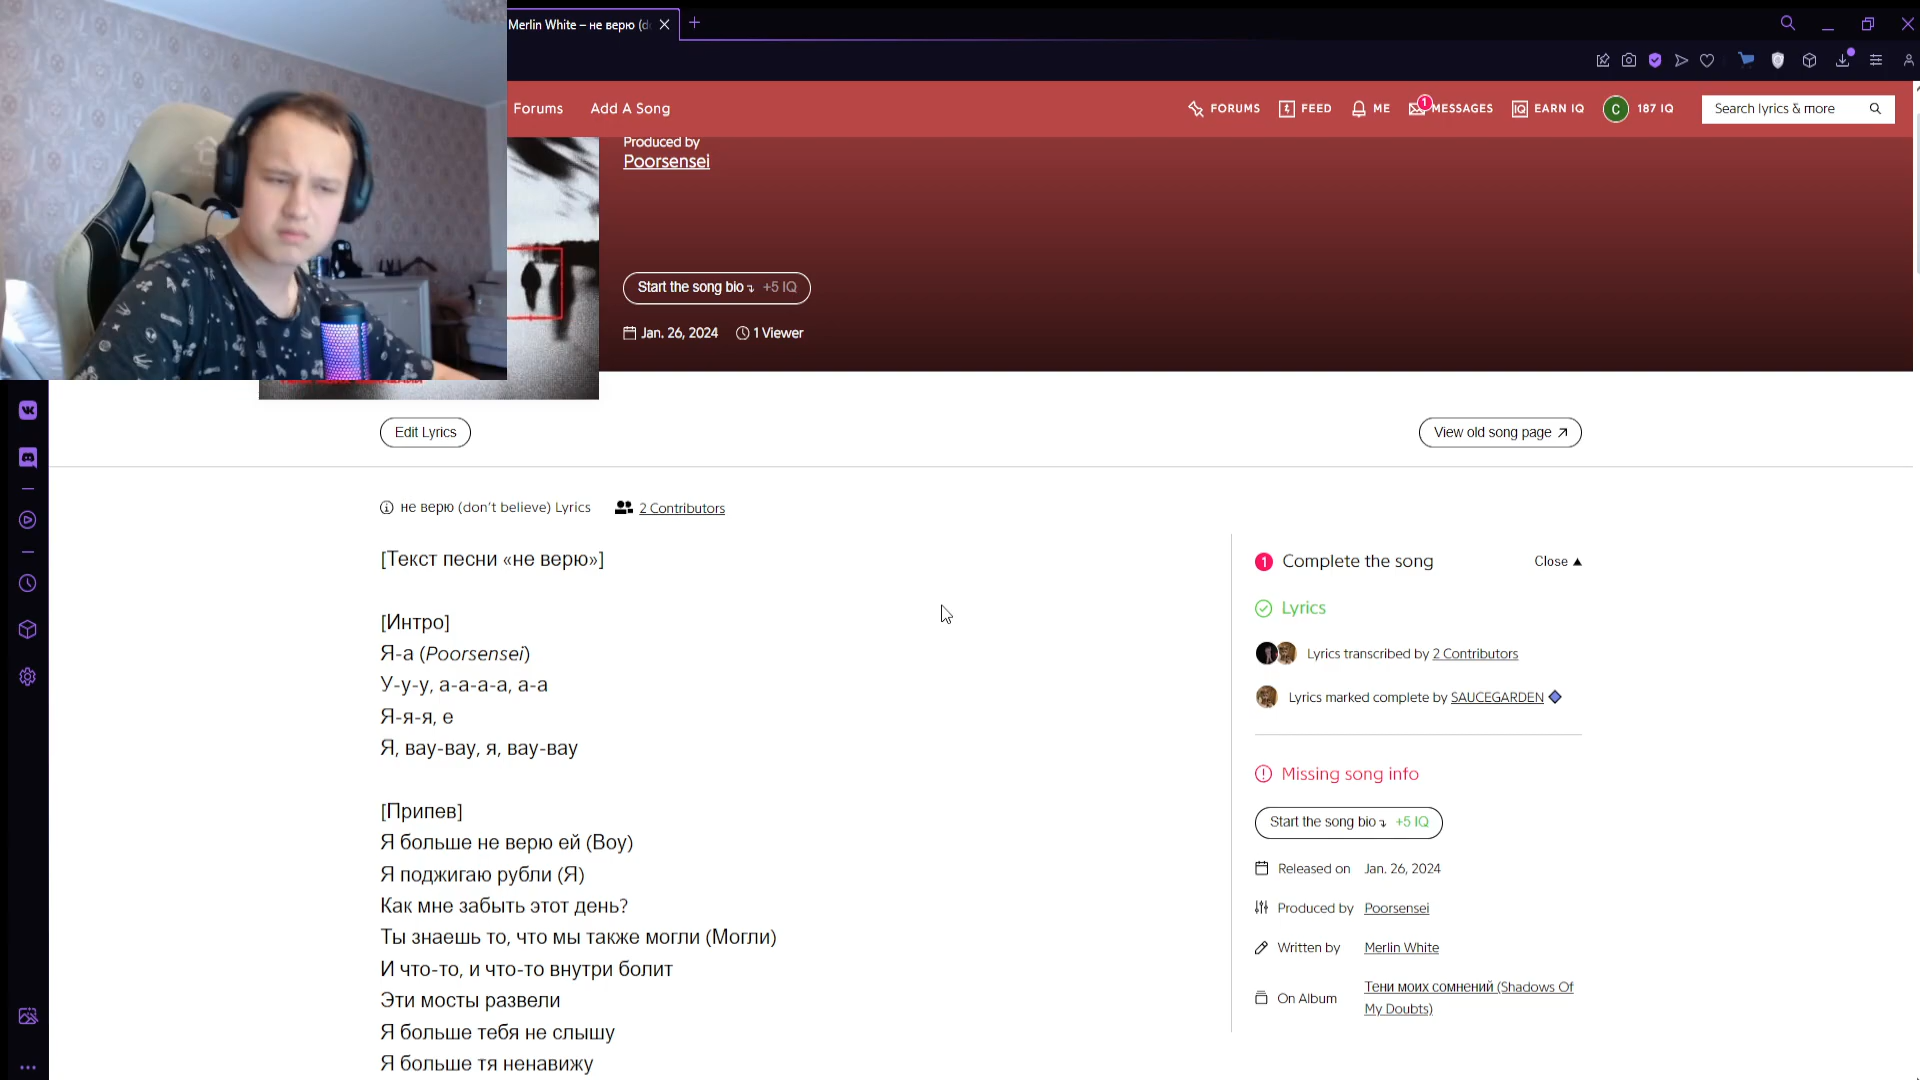 Merlin White – не верю (d
Forums
Add A Song
FORUMS
FEED
ME
1
MESSAGES
IQ
EARN IQ
C
187 IQ
Search lyrics & more
Produced by
Poorsensei
Start the song bio +5 IQ
Jan. 26, 2024
1 Viewer
Edit Lyrics
View old song page
не верю (don't believe) Lyrics
2 Contributors
[Текст песни «не верю»]
[Интро]
Я-а (Poorsensei)
У-у-у, а-а-а-а, а-а
Я-я-я, е
Я, вау-вау, я, вау-вау
[Припев]
Я больше не верю ей (Воу)
Я поджигаю рубли (Я)
Как мне забыть этот день?
Ты знаешь то, что мы также могли (Могли)
И что-то, и что-то внутри болит
Эти мосты развели
Я больше тебя не слышу
Я больше тя ненавижу
1 Complete the song
Close
Lyrics
Lyrics transcribed by 2 Contributors
Lyrics marked complete by SAUCEGARDEN
Missing song info
Start the song bio +5 IQ
Released on Jan. 26, 2024
Produced by Poorsensei
Written by Merlin White
On Album Тени моих сомнений (Shadows Of
My Doubts)